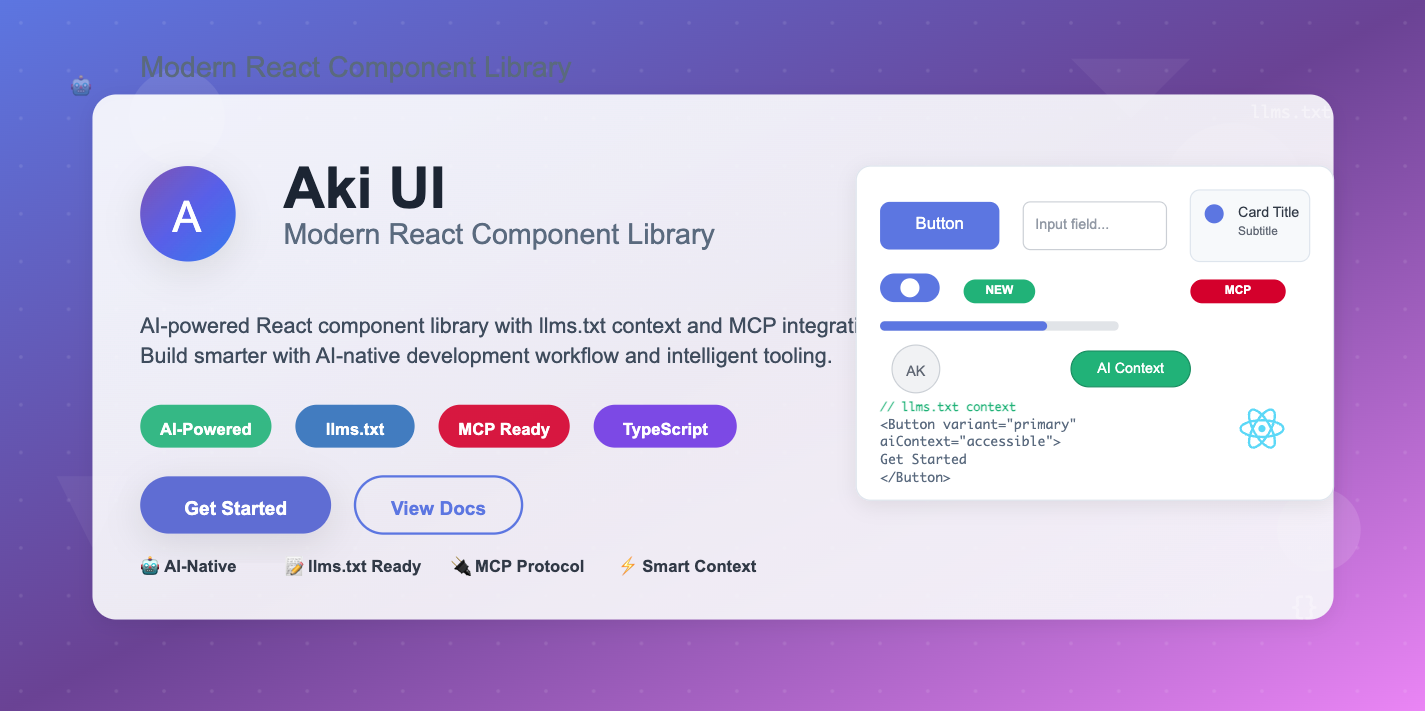 Modern React Component Library
llms.txt
A
Aki UI
Modern React Component Library
AI-powered React component library with llms.txt context and MCP integrati
Build smarter with AI-native development workflow and intelligent tooling.
AI-Powered
llms.txt
MCP Ready
TypeScript
Get Started
View Docs
🤖 AI-Native
📝 llms.txt Ready
🔌 MCP Protocol
⚡ Smart Context
Button
Input field...
Card Title
Subtitle
NEW
MCP
AK
AI Context
// llms.txt context
<Button variant="primary"
aiContext="accessible">
Get Started
</Button>
{}